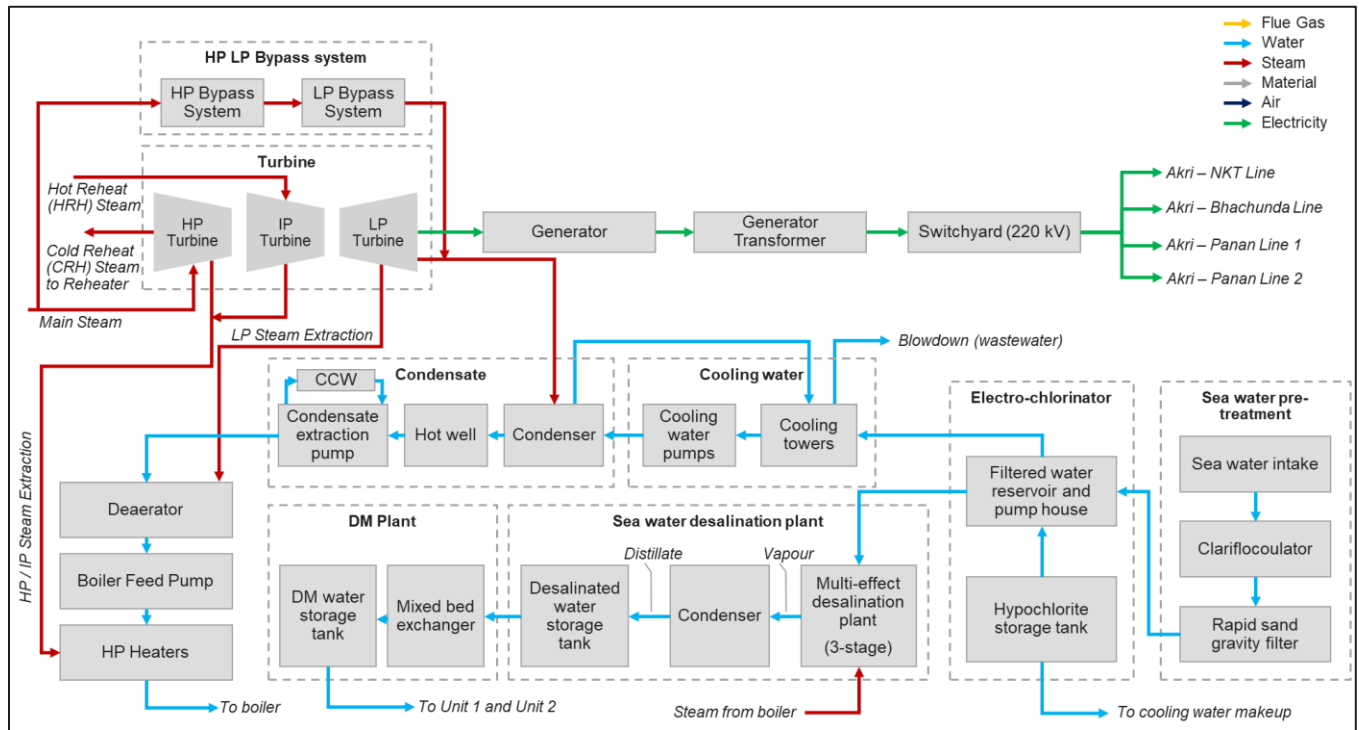 Flue Gas
Water
Steam
Material
Air
Electricity
HP LP Bypass system
HP Bypass
System
LP Bypass
System
Turbine
Hot Reheat
(HRH) Steam
HP
Turbine
IP
Turbine
LP
Turbine
Cold Reheat
(CRH) Steam
to Reheater
Main Steam
Generator
Generator
Transformer
Switchyard (220 kV)
Akri – NKT Line
Akri – Bhachunda Line
Akri – Panan Line 1
Akri – Panan Line 2
LP Steam Extraction
HP / IP Steam Extraction
Blowdown (wastewater)
Condensate
CCW
Condensate
extraction
pump
Hot well
Condenser
Cooling water
Cooling
water
pumps
Cooling
towers
Electro-chlorinator
Filtered water
reservoir and
pump house
Hypochlorite
storage tank
Sea water pre-
treatment
Sea water intake
Clariflocoulator
Rapid sand
gravity filter
Deaerator
Boiler Feed Pump
HP Heaters
DM Plant
DM water
storage
tank
Mixed bed
exchanger
Sea water desalination plant
Distillate
Vapour
Desalinated
water
storage tank
Condenser
Multi-effect
desalination
plant
(3-stage)
To boiler
To Unit 1 and Unit 2
Steam from boiler
To cooling water makeup